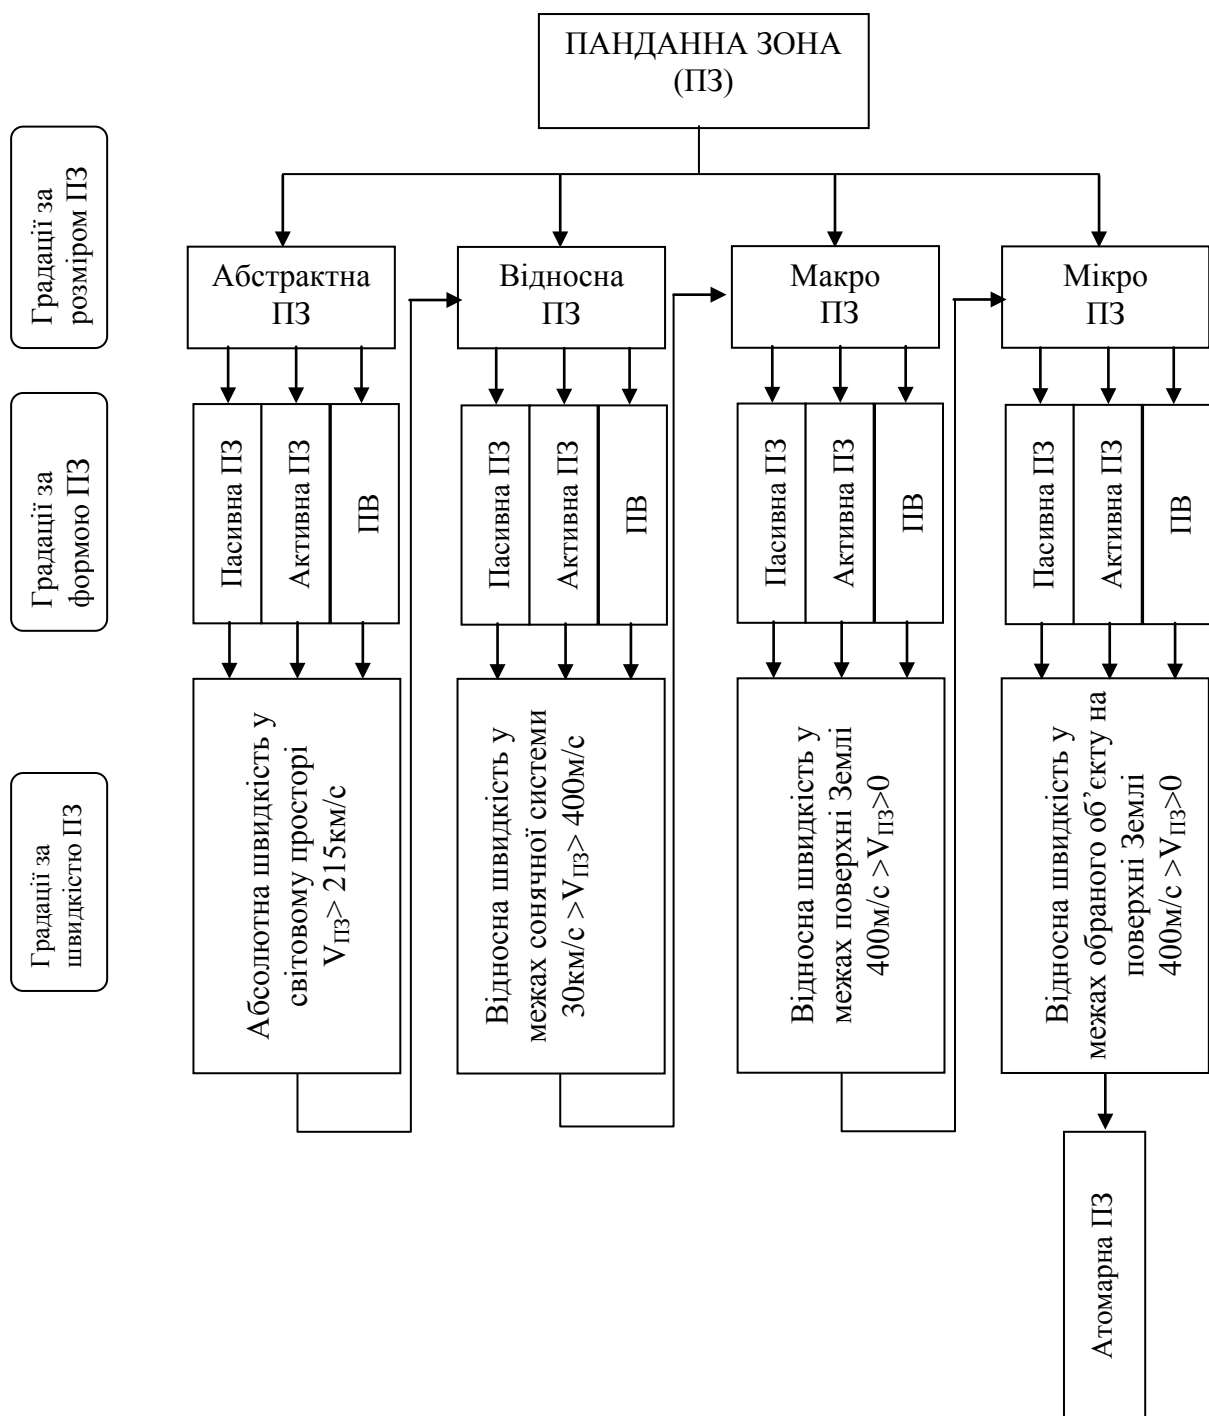 ПАНДАННА ЗОНА
(ПЗ)
Градації за
розміром ПЗ
Абстрактна
ПЗ
Відносна
ПЗ
Макро
ПЗ
Мікро
ПЗ
Градації за
формою ПЗ
Пасивна ПЗ
Активна ПЗ
ПВ
Пасивна ПЗ
Активна ПЗ
ПВ
Пасивна ПЗ
Активна ПЗ
ПВ
Пасивна ПЗ
Активна ПЗ
ПВ
Градації за
швидкістю ПЗ
Абсолютна швидкість у
світовому просторі
VПЗ> 215км/с
Відносна швидкість у
межах сонячної системи
30км/с >VПЗ> 400м/с
Відносна швидкість у
межах поверхні Землі
400м/с >VПЗ>0
Відносна швидкість у
межах обраного об’єкту на
поверхні Землі
400м/с >VПЗ>0
Атомарна ПЗ